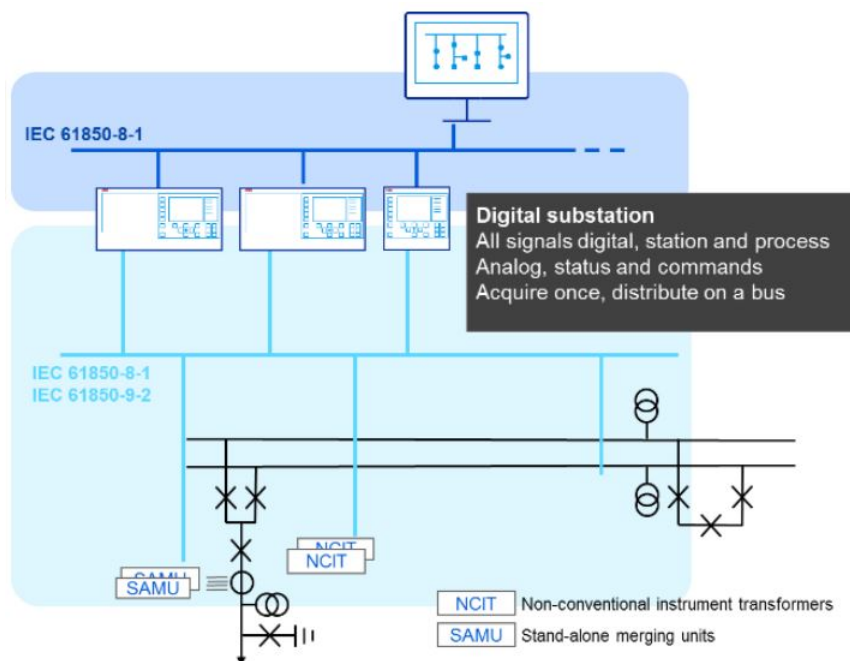 IEC 61850-8-1
Digital substation
All signals digital, station and process
Analog, status and commands
Acquire once, distribute on a bus
IEC 61850-8-1
IEC 61850-9-2
NCIT
NCIT
SAMU
SAMU
NCIT Non-conventional instrument transformers
SAMU Stand-alone merging units